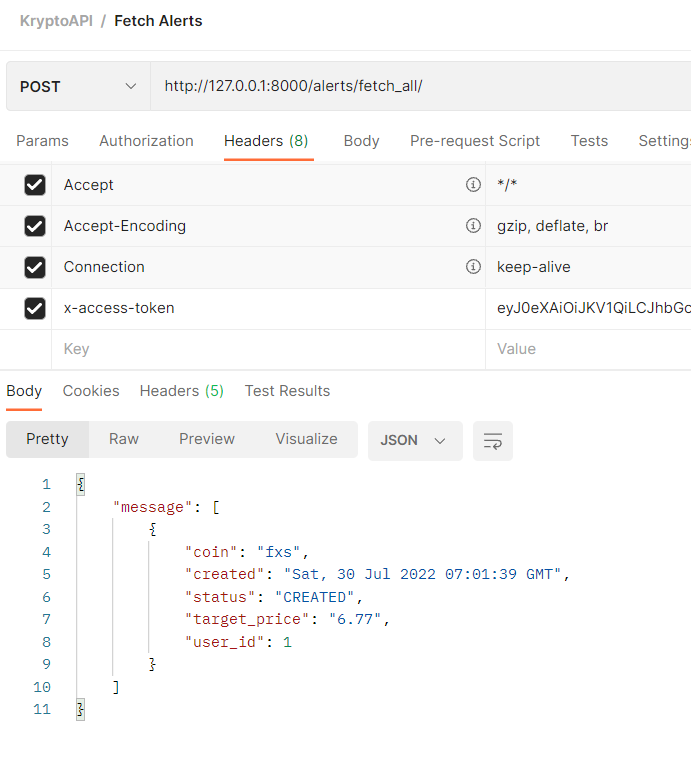 KryptoAPI / Fetch Alerts
POST http://127.0.0.1:8000/alerts/fetch_all/
Params Authorization Headers (8) Body Pre-request Script Tests Settings
Accept */*
Accept-Encoding gzip, deflate, br
Connection keep-alive
x-access-token eyJ0eXAiOiJKV1QiLCJhbGc
Key Value
Body Cookies Headers (5) Test Results
Pretty Raw Preview Visualize JSON
1 {
2 "message": [
3 {
4 "coin": "fxs",
5 "created": "Sat, 30 Jul 2022 07:01:39 GMT",
6 "status": "CREATED",
7 "target_price": "6.77",
8 "user_id": 1
9 }
10 ]
11 }